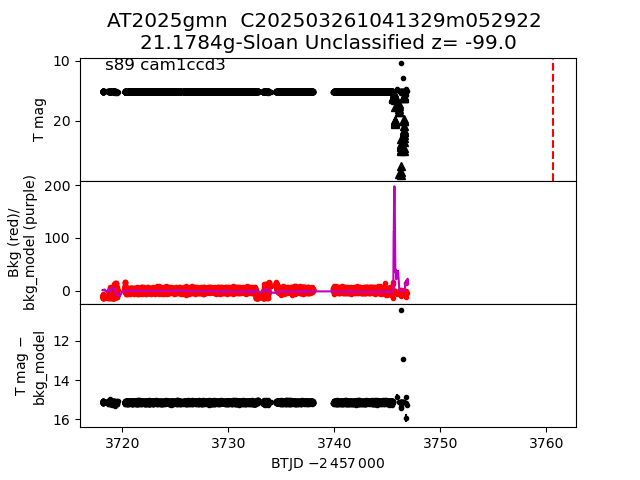 AT2025gmn  C202503261041329m052922
21.1784g-Sloan Unclassified z= -99.0
s89 cam1ccd3
10
20
T mag
200
100
0
Bkg (red)/
bkg_model (purple)
12
14
16
T mag −
bkg_model
3720
3730
3740
3750
3760
BTJD −2 457 000